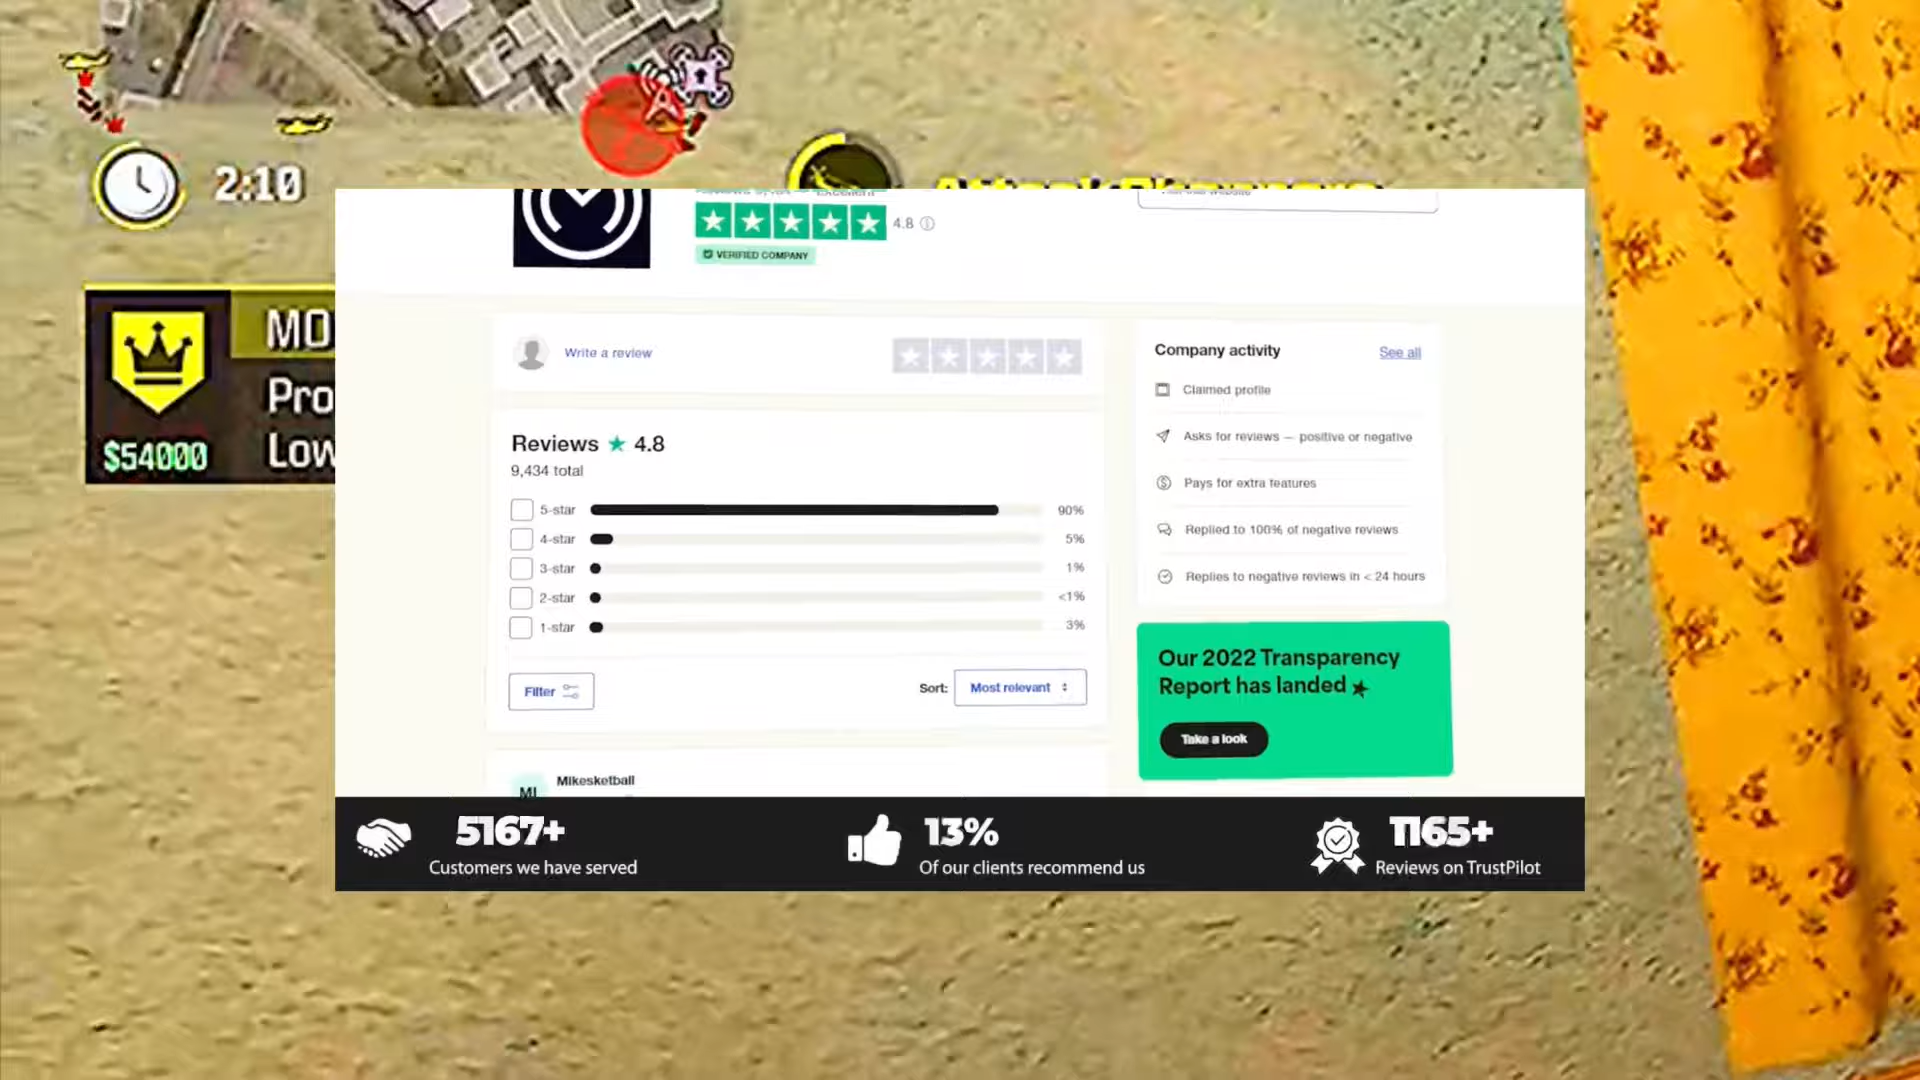 2:10
MO
Pro
Low
$54000
4.8
VERIFIED COMPANY
Write a review
Reviews ★ 4.8
9,434 total
5-star 90%
4-star 5%
3-star 1%
2-star <1%
1-star 3%
Filter
Sort: Most relevant
MI
Mikesketball
Company activity
See all
Claimed profile
Asks for reviews — positive or negative
Pays for extra features
Replied to 100% of negative reviews
Replies to negative reviews in < 24 hours
Our 2022 Transparency
Report has landed
Take a look
5167+
Customers we have served
13%
Of our clients recommend us
1165+
Reviews on TrustPilot